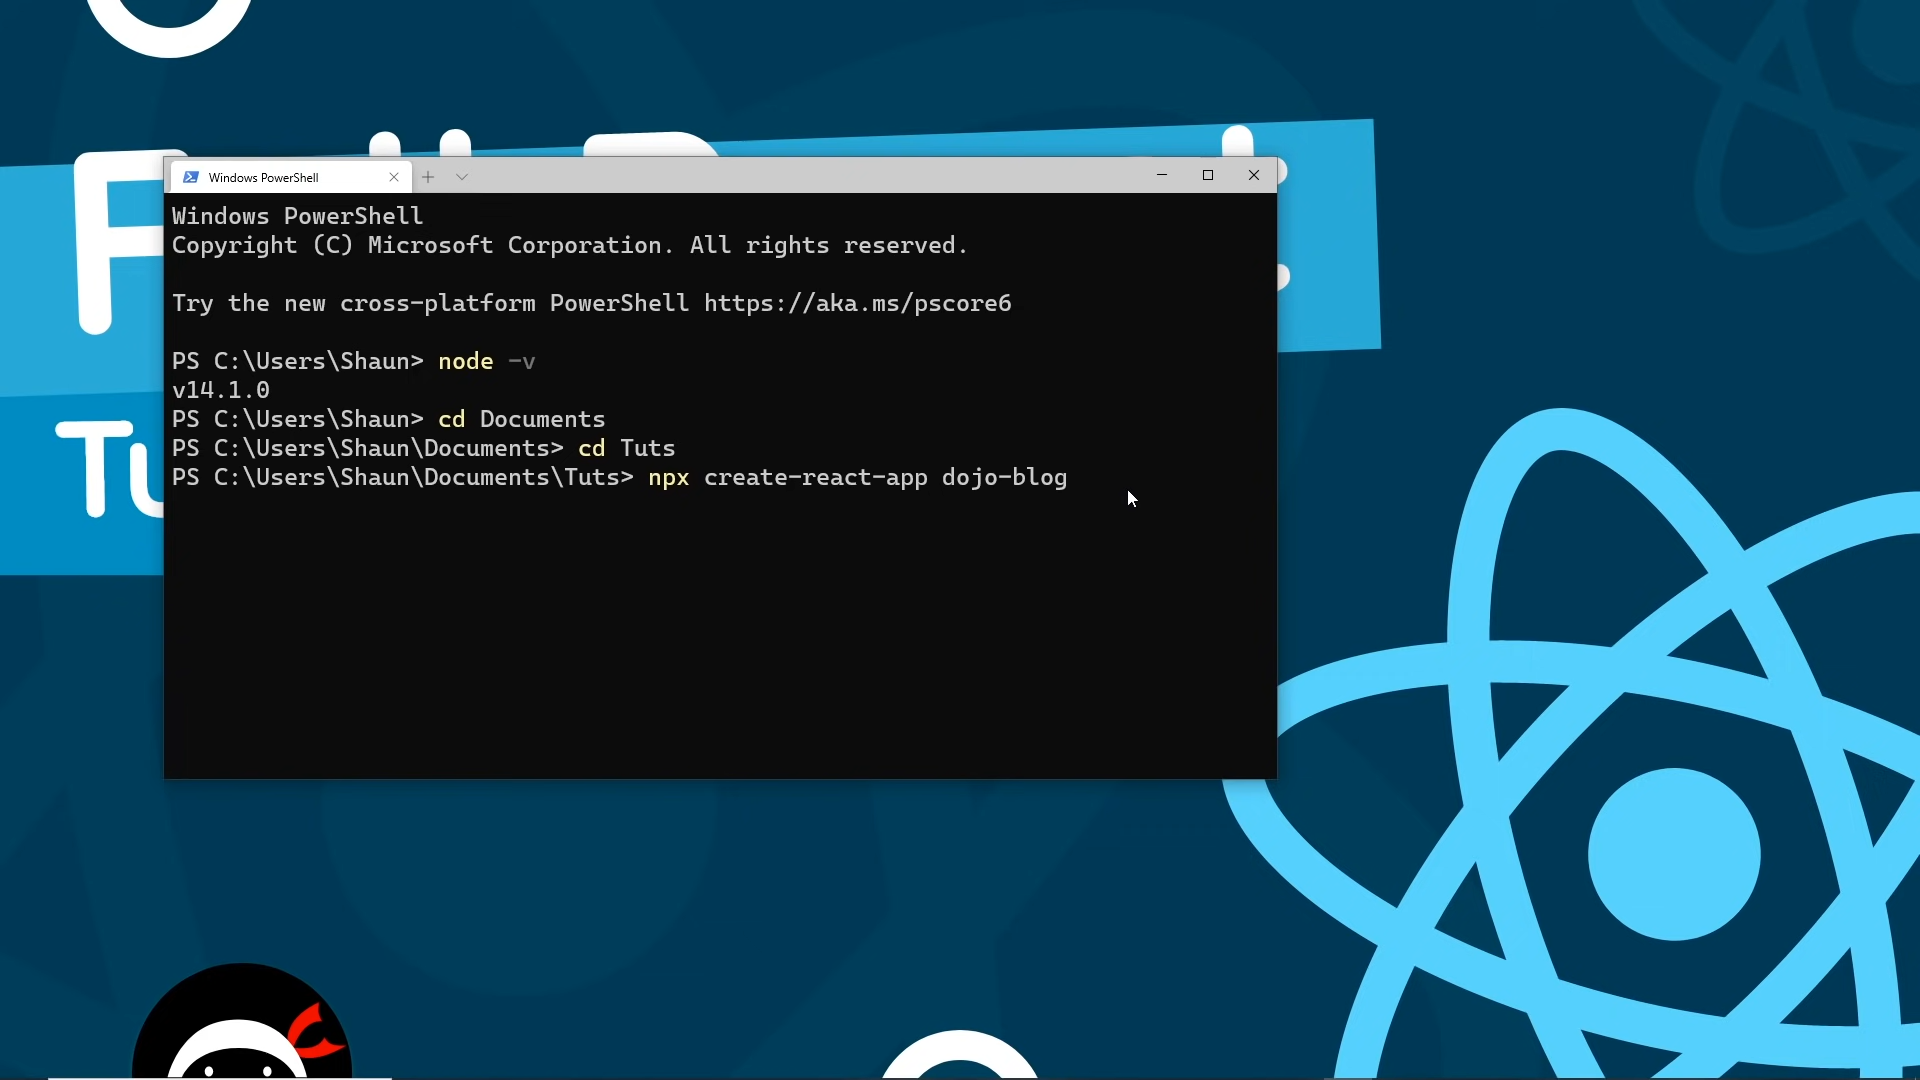 Windows PowerShell
Windows PowerShell
Copyright (C) Microsoft Corporation. All rights reserved.
Try the new cross-platform PowerShell https://aka.ms/pscore6
PS C:\Users\Shaun> node -v
v14.1.0
PS C:\Users\Shaun> cd Documents
PS C:\Users\Shaun\Documents> cd Tuts
PS C:\Users\Shaun\Documents\Tuts> npx create-react-app dojo-blog